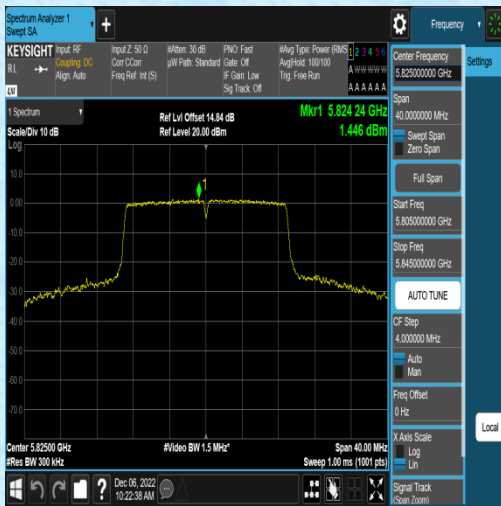 Spectrum Analyzer 1
Swept SA
+
Frequency
KEYSIGHT
Input: RF
Coupling: DC
Align: Auto
Input Z: 50 Ω
Corr CCorr
Freq Ref: Int (S)
#Atten: 30 dB
µW Path: Standard
PNO: Fast
Gate: Off
IF Gain: Low
Sig Track: Off
#Avg Type: Power (RMS
Avg|Hold: 100/100
Trig: Free Run
1 2 3 4 5 6
A W W W W W
A A A A A A
R L
LXI
1 Spectrum
Scale/Div 10 dB
Log
Ref Lvl Offset 14.84 dB
Ref Level 20.00 dBm
Mkr1 5.824 24 GHz
1.446 dBm
10.0
0.00
-10.0
-20.0
-30.0
-40.0
-50.0
-60.0
-70.0
1
Center 5.82500 GHz
#Res BW 300 kHz
#Video BW 1.5 MHz*
Span 40.00 MHz
Sweep 1.00 ms (1001 pts)
Dec 06, 2022
10:22:38 AM
?
Center Frequency
5.825000000 GHz
Settings
Span
40.0000000 MHz
Swept Span
Zero Span
Full Span
Start Freq
5.805000000 GHz
Stop Freq
5.845000000 GHz
AUTO TUNE
CF Step
4.000000 MHz
Auto
Man
Freq Offset
0 Hz
X Axis Scale
Log
Lin
Local
Signal Track
(Span Zoom)